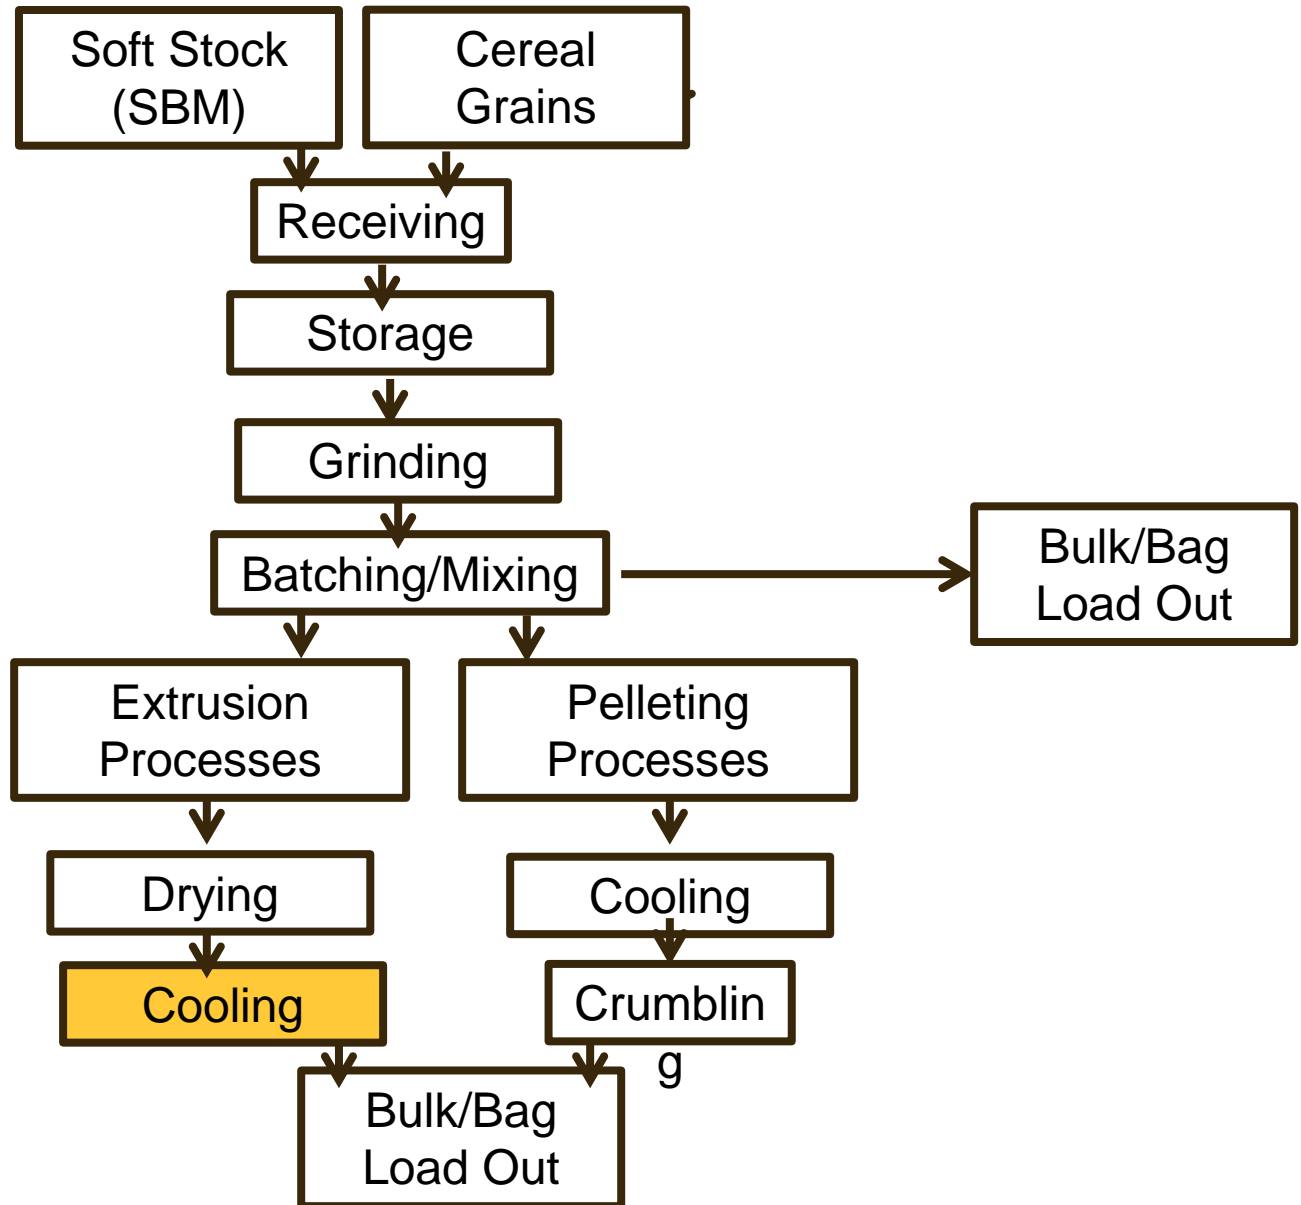 Soft Stock
(SBM)
Cereal
Grains
Receiving
Storage
Grinding
Batching/Mixing
Bulk/Bag
Load Out
Extrusion
Processes
Pelleting
Processes
Drying
Cooling
Cooling
Crumblin
g
Bulk/Bag
Load Out